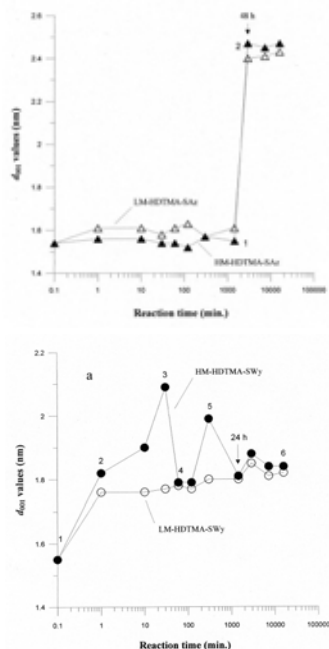 48 h
2.6
2
2.4
2.2
d001 values (nm)
2.0
1.8
LM-HDTMA-SAz
1.6
1
HM-HDTMA-SAz
1.4
0.1 1 10 100 1000 10000 100000
Reaction time (min.)
2.2
a
3
HM-HDTMA-SWy
2.0
5
d001 values (nm)
2
24 h
6
1.8
4
LM-HDTMA-SWy
1
1.6
1.4
0.1 1 10 100 1000 10000 100000
Reaction time (min.)